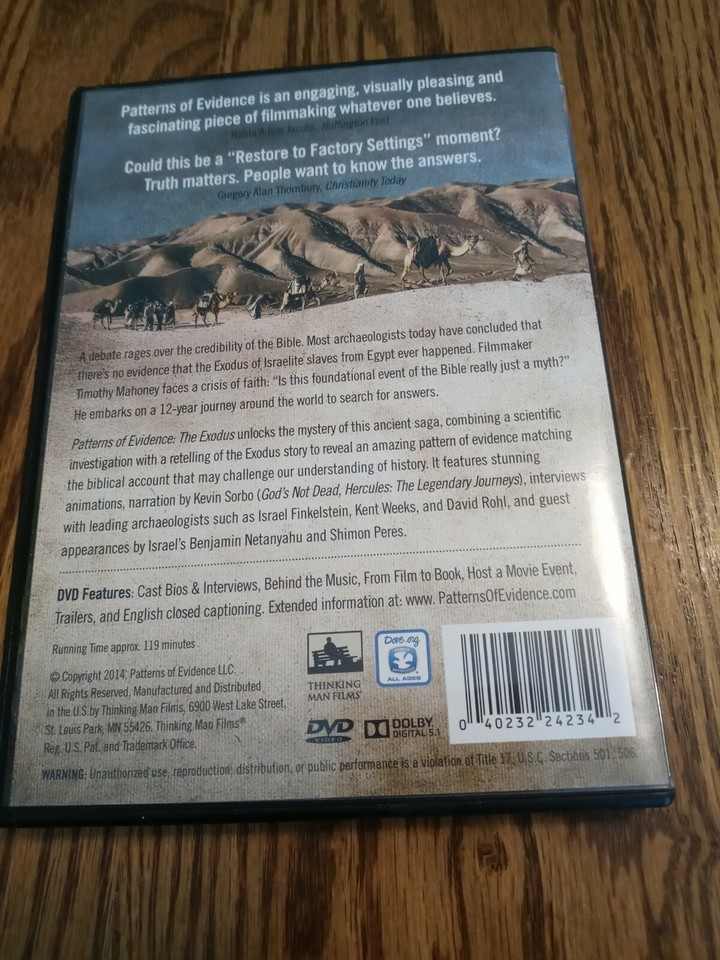 Patterns of Evidence is an engaging, visually pleasing and
fascinating piece of filmmaking whatever one believes.
Rabbi Adam Jacobs, Huffington Post
Could this be a "Restore to Factory Settings" moment?
Truth matters. People want to know the answers.
Gregory Alan Thornbury, Christianity Today
A debate rages over the credibility of the Bible. Most archaeologists today have concluded that
there's no evidence that the Exodus of Israelite slaves from Egypt ever happened. Filmmaker
Timothy Mahoney faces a crisis of faith: "Is this foundational event of the Bible really just a myth?"
He embarks on a 12-year journey around the world to search for answers.
Patterns of Evidence: The Exodus unlocks the mystery of this ancient saga, combining a scientific
investigation with a retelling of the Exodus story to reveal an amazing pattern of evidence matching
the biblical account that may challenge our understanding of history. It features stunning
animations, narration by Kevin Sorbo (God's Not Dead, Hercules: The Legendary Journeys), interviews
with leading archaeologists such as Israel Finkelstein, Kent Weeks, and David Rohl, and guest
appearances by Israel's Benjamin Netanyahu and Shimon Peres.
DVD Features: Cast Bios & Interviews, Behind the Music, From Film to Book, Host a Movie Event,
Trailers, and English closed captioning. Extended information at: www.PatternsOfEvidence.com
Running Time approx. 119 minutes
© Copyright 2014, Patterns of Evidence LLC.
All Rights Reserved, Manufactured and Distributed
in the U.S by Thinking Man Films, 6900 West Lake Street,
St. Louis Park, MN 55426. Thinking Man Films®
Reg. U.S. Pat. and Trademark Office.
THINKING
MAN FILMS®
Dove.org
ALL AGES
DVD
VIDEO
DOLBY
DIGITAL 5.1
0 40232 24234 2
WARNING: Unauthorized use, reproduction, distribution, or public performance is a violation of Title 17, U.S.C. Sections 501, 506.